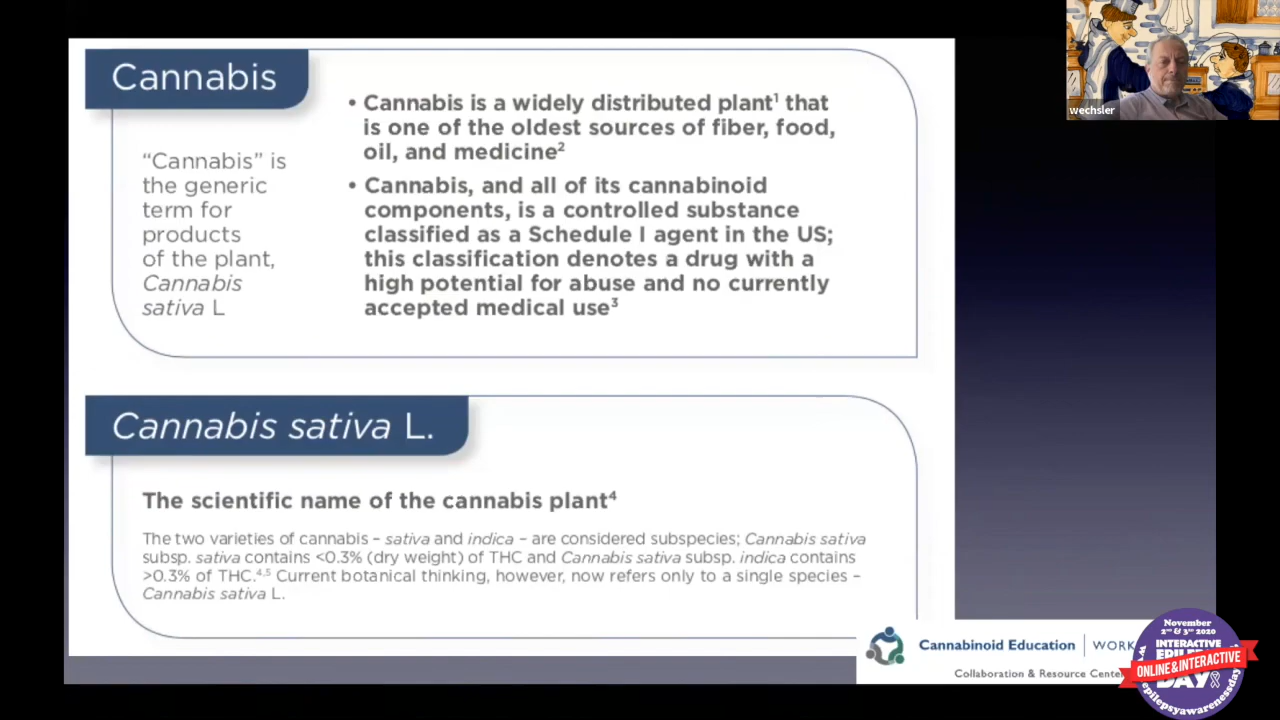 wechsler
Cannabis
“Cannabis” is
the generic
term for
products
of the plant,
Cannabis
sativa L
• Cannabis is a widely distributed plant¹ that
is one of the oldest sources of fiber, food,
oil, and medicine²
• Cannabis, and all of its cannabinoid
components, is a controlled substance
classified as a Schedule I agent in the US;
this classification denotes a drug with a
high potential for abuse and no currently
accepted medical use³
Cannabis sativa L.
The scientific name of the cannabis plant⁴
The two varieties of cannabis – sativa and indica – are considered subspecies; Cannabis sativa
subsp. sativa contains <0.3% (dry weight) of THC and Cannabis sativa subsp. indica contains
>0.3% of THC.⁴,⁵ Current botanical thinking, however, now refers only to a single species –
Cannabis sativa L.
Cannabinoid Education | WORK
Collaboration & Resource Center
November
2ND & 3RD 2020
INTERACTIVE
ONLINE & INTERACTIVE
DAY
epilepsyawarenessday